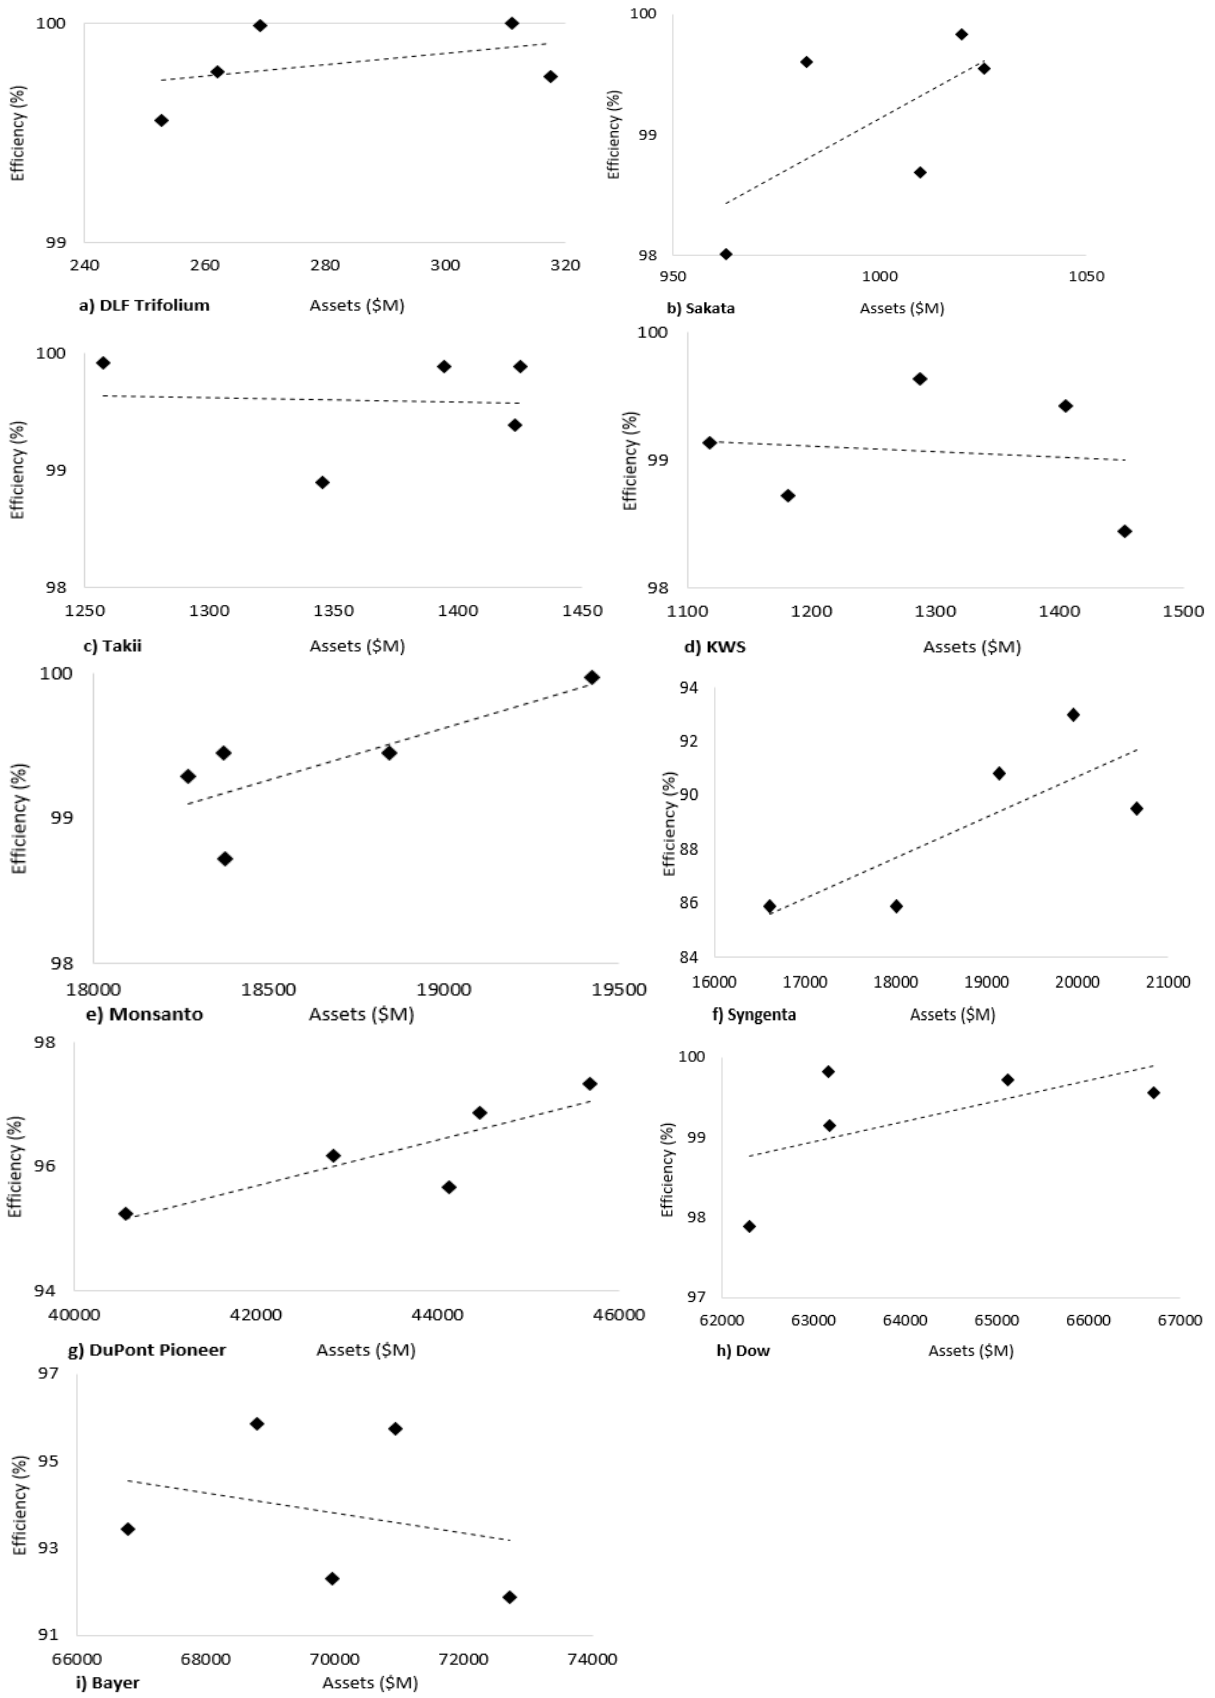 100
Efficiency (%)
99
240 260 280 300 320
a) DLF Trifolium Assets ($M)
100
99
Efficiency (%)
98
950 1000 1050
b) Sakata Assets ($M)
100
Efficiency (%)
99
98
1250 1300 1350 1400 1450
c) Takii Assets ($M)
100
Efficiency (%)
99
98
1100 1200 1300 1400 1500
d) KWS Assets ($M)
100
Efficiency (%)
99
98
18000 18500 19000 19500
e) Monsanto Assets ($M)
94
92
90
Efficiency (%)
88
86
84
16000 17000 18000 19000 20000 21000
f) Syngenta Assets ($M)
98
Efficiency (%)
96
94
40000 42000 44000 46000
g) DuPont Pioneer Assets ($M)
100
99
Efficiency (%)
98
97
62000 63000 64000 65000 66000 67000
h) Dow Assets ($M)
97
95
Efficiency (%)
93
91
66000 68000 70000 72000 74000
i) Bayer Assets ($M)